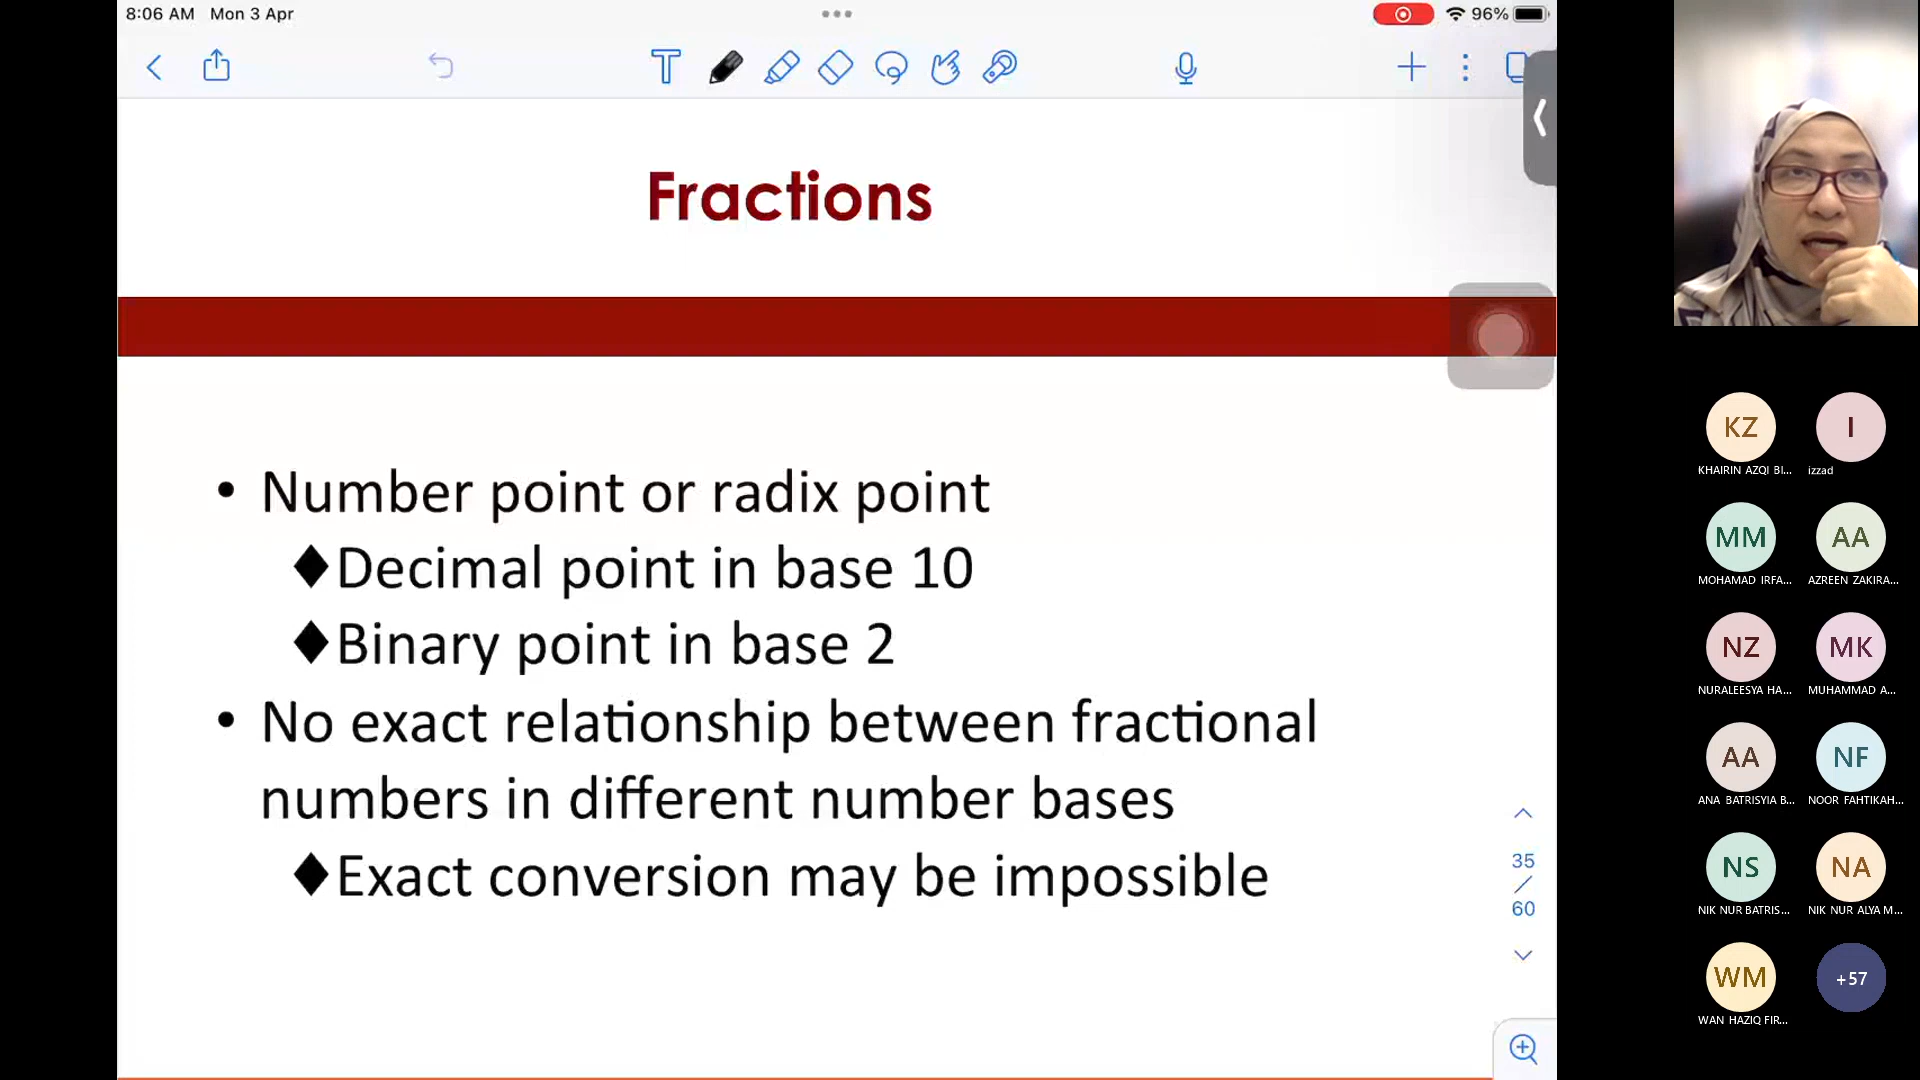 8:06 AM Mon 3 Apr
96%
Fractions
• Number point or radix point
♦Decimal point in base 10
♦Binary point in base 2
• No exact relationship between fractional
numbers in different number bases
♦Exact conversion may be impossible
35
/
60
KZ
KHAIRIN AZQI BI...
I
izzad
MM
MOHAMAD IRFA...
AA
AZREEN ZAKIRA...
NZ
NURALEESYA HA...
MK
MUHAMMAD A...
AA
ANA BATRISYIA B...
NF
NOOR FAHTIKAH...
NS
NIK NUR BATRIS...
NA
NIK NUR ALYA M...
WM
WAN HAZIQ FIR...
+57